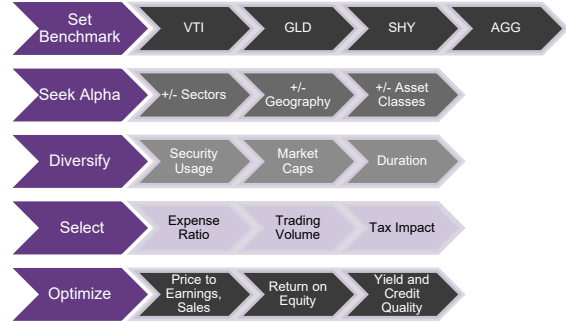 Set
Benchmark
VTI
GLD
SHY
AGG
Seek Alpha
+/- Sectors
+/-
Geography
+/- Asset
Classes
Diversify
Security
Usage
Market
Caps
Duration
Select
Expense
Ratio
Trading
Volume
Tax Impact
Optimize
Price to
Earnings,
Sales
Return on
Equity
Yield and
Credit
Quality